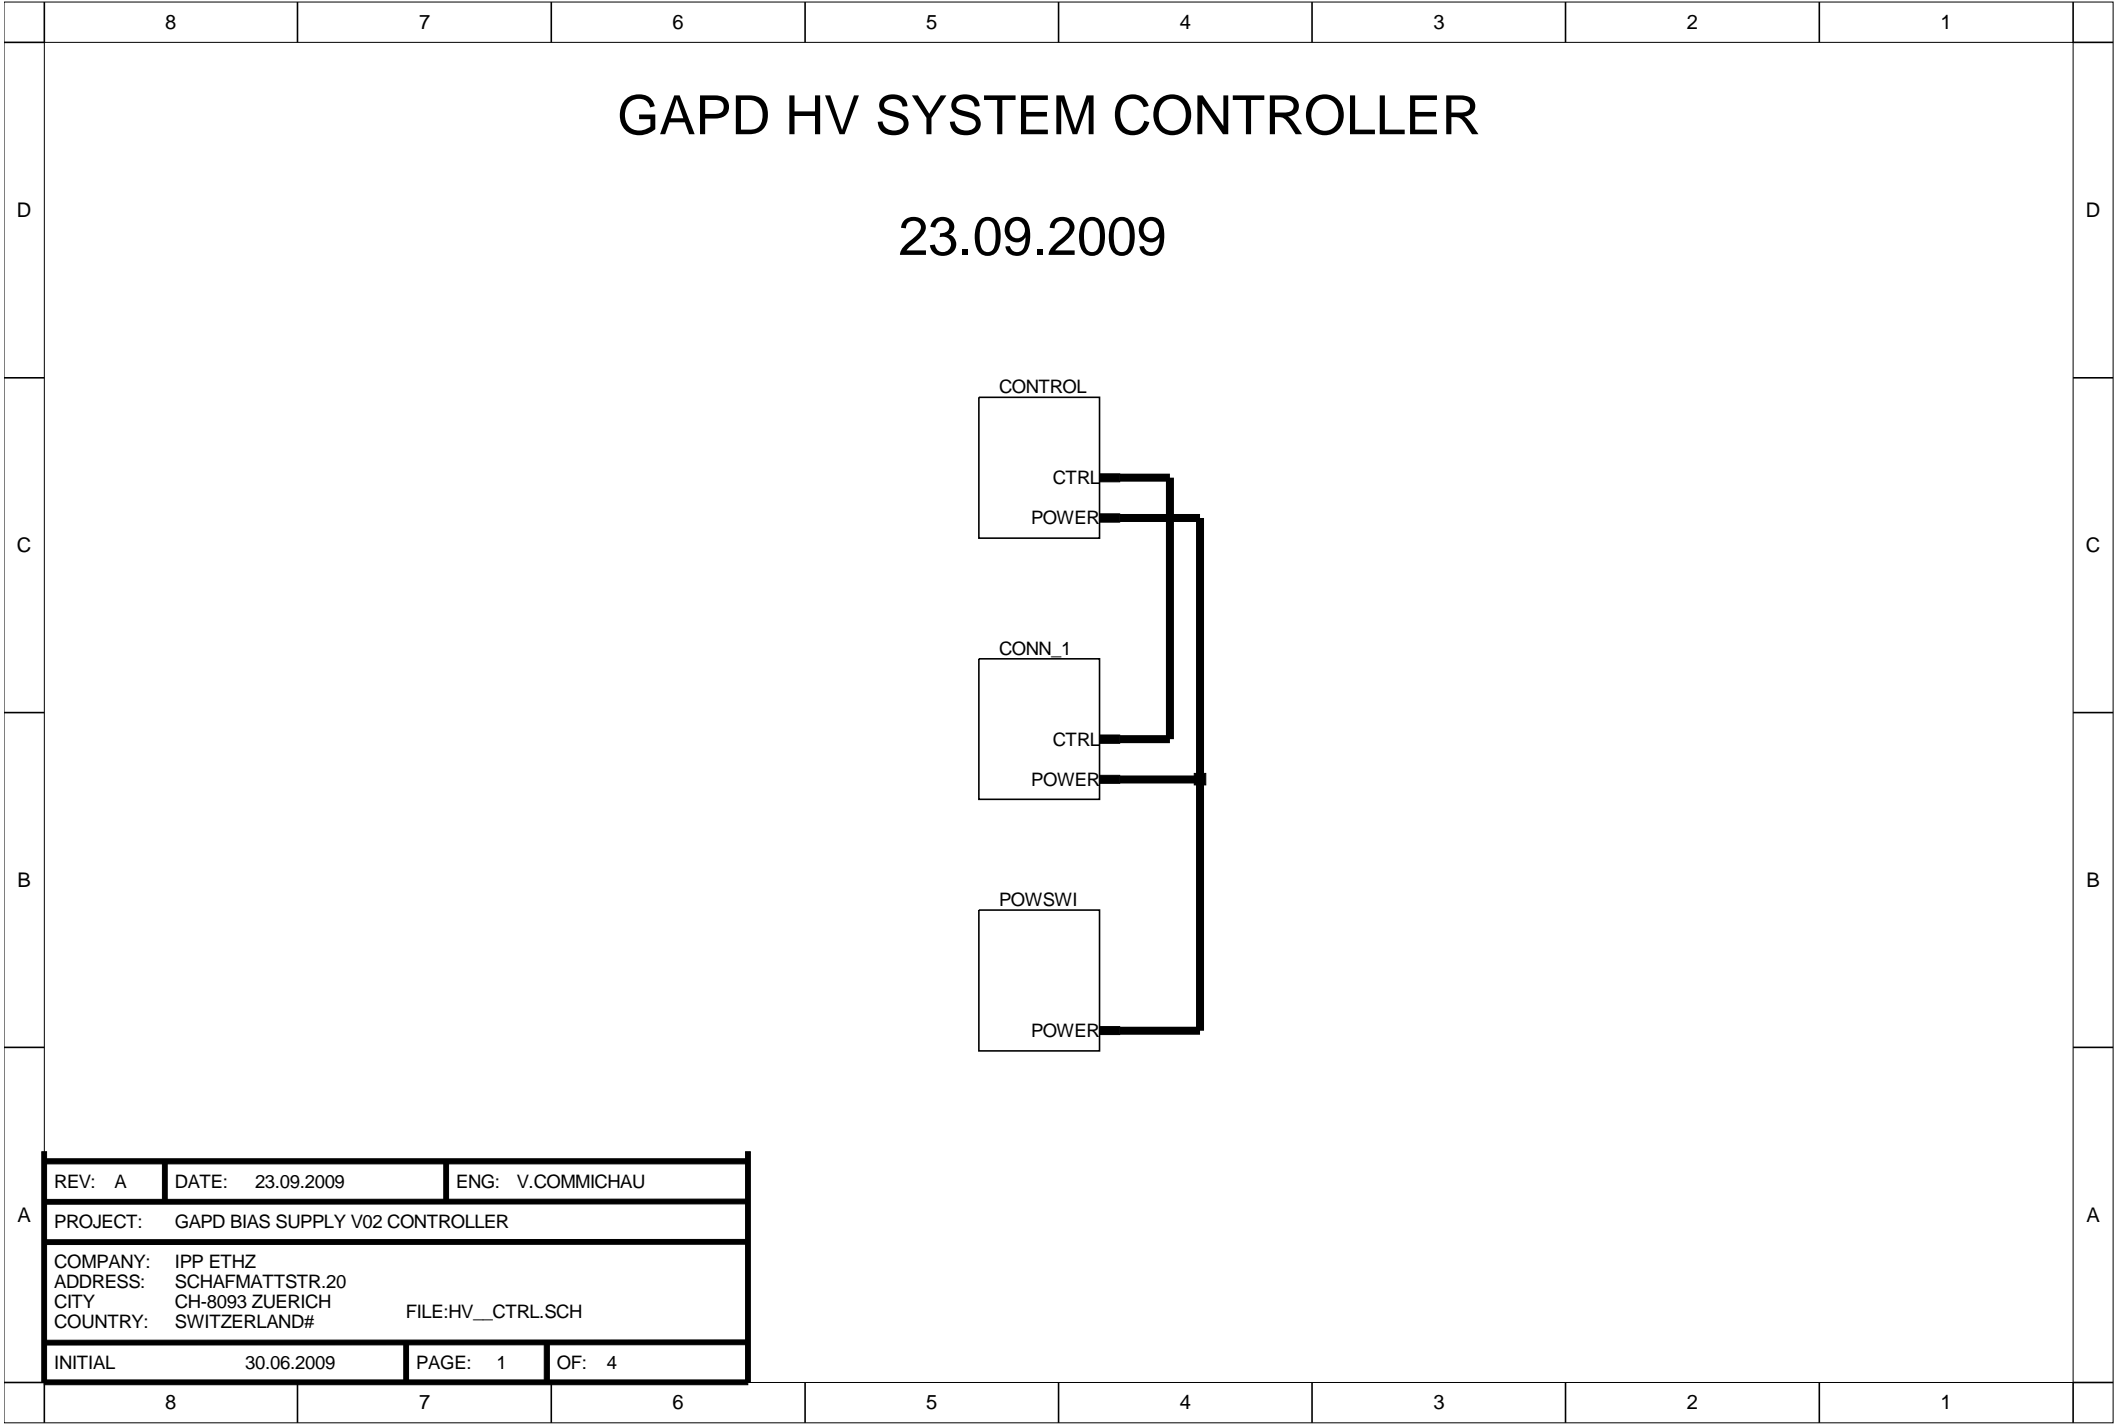 8 7 6 5 4 3 2 1
GAPD HV SYSTEM CONTROLLER
D D
23.09.2009
CONTROL
CTRL
POWER
C C
CONN_1
CTRL
POWER
B B
POWSWI
POWER
REV: A DATE: 23.09.2009 ENG: V.COMMICHAU
A A
PROJECT: GAPD BIAS SUPPLY V02 CONTROLLER
COMPANY: IPP ETHZ
ADDRESS: SCHAFMATTSTR.20
CITY CH-8093 ZUERICH
FILE:HV__CTRL.SCH
COUNTRY: SWITZERLAND#
INITIAL 30.06.2009 PAGE: 1 OF: 4
8 7 6 5 4 3 2 1